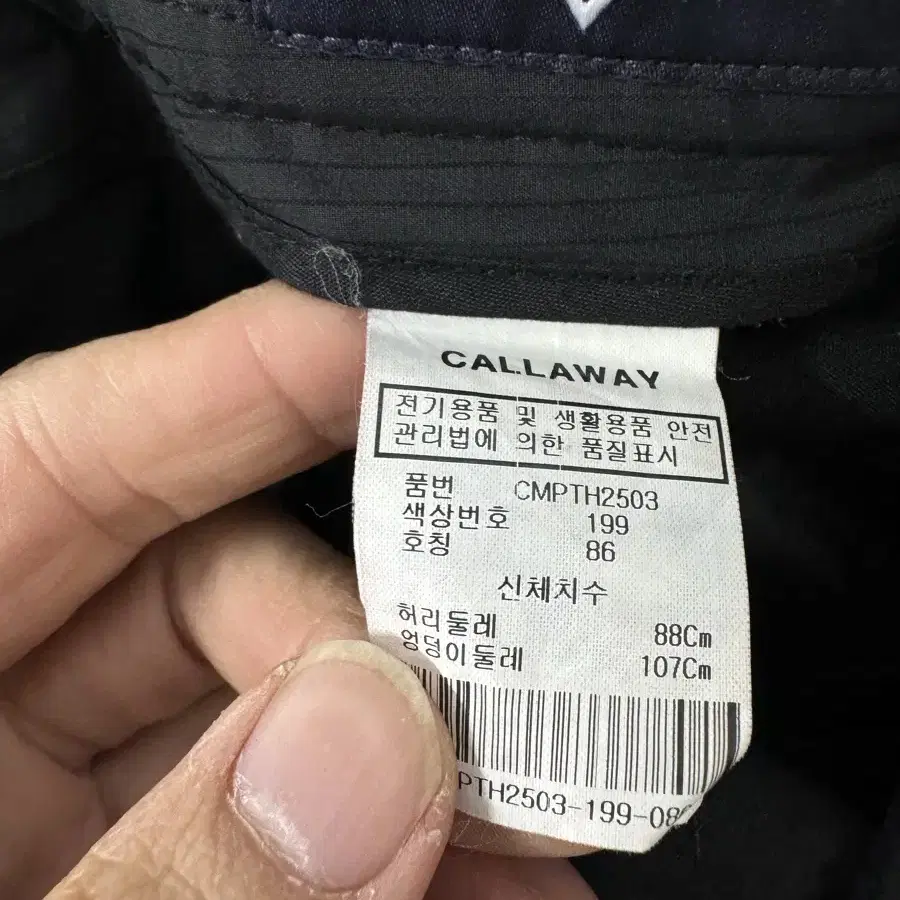 CALLAWAY
전기용품 및 생활용품 안전
관리법에 의한 품질표시
품번 CMPTH2503
색상번호 199
호칭 86
신체치수
허리둘레 88Cm
엉덩이둘레 107Cm
PTH2503-199-08